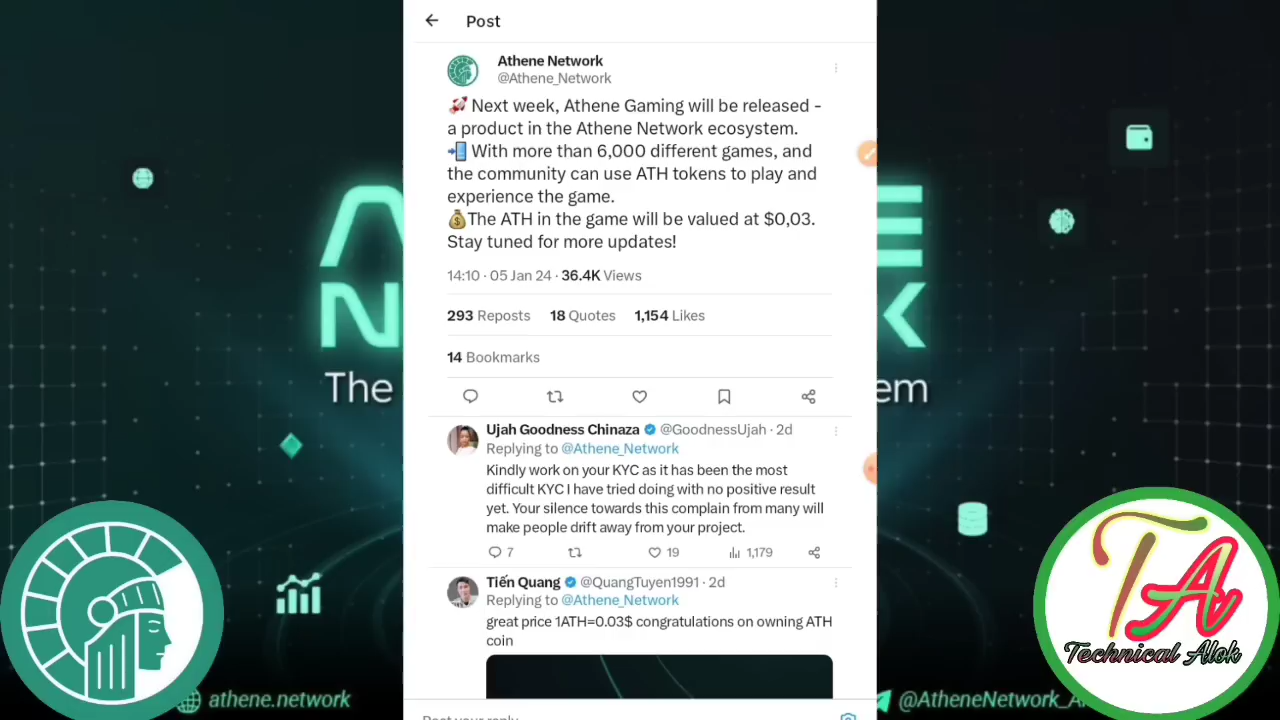 Post
Athene Network
@Athene_Network
🚀 Next week, Athene Gaming will be released -
a product in the Athene Network ecosystem.
📲 With more than 6,000 different games, and
the community can use ATH tokens to play and
experience the game.
💰The ATH in the game will be valued at $0,03.
Stay tuned for more updates!
14:10 · 05 Jan 24 · 36.4K Views
293 Reposts 18 Quotes 1,154 Likes
14 Bookmarks
Ujah Goodness Chinaza @GoodnessUjah · 2d
Replying to @Athene_Network
Kindly work on your KYC as it has been the most
difficult KYC I have tried doing with no positive result
yet. Your silence towards this complain from many will
make people drift away from your project.
7 19 1,179
Tiến Quang @QuangTuyen1991 · 2d
Replying to @Athene_Network
great price 1ATH=0.03$ congratulations on owning ATH
coin
Post your reply
The
em
athene.network
@AtheneNetwork_A
TA
Technical Alok